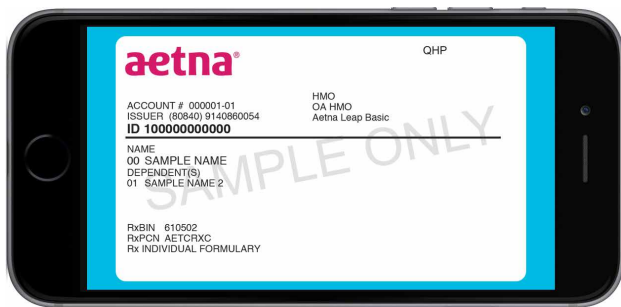 aetna®
QHP
ACCOUNT # 000001-01
ISSUER (80840) 9140860054
ID 100000000000
HMO
OA HMO
Aetna Leap Basic
NAME
00 SAMPLE NAME
DEPENDENT(S)
01 SAMPLE NAME 2
SAMPLE ONLY
RxBIN 610502
RxPCN AETCRXC
Rx INDIVIDUAL FORMULARY